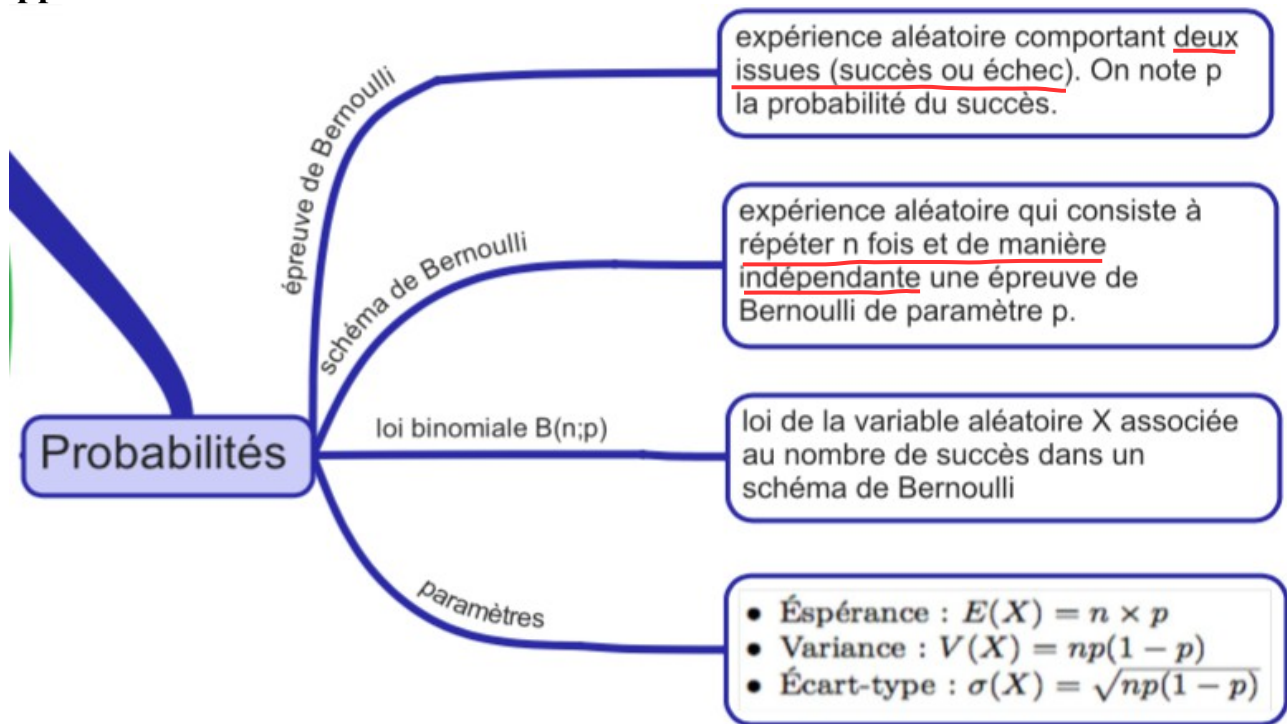 épreuve de Bernoulli
expérience aléatoire comportant deux
issues (succès ou échec). On note p
la probabilité du succès.
schéma de Bernoulli
expérience aléatoire qui consiste à
répéter n fois et de manière
indépendante une épreuve de
Bernoulli de paramètre p.
Probabilités
loi binomiale B(n;p)
loi de la variable aléatoire X associée
au nombre de succès dans un
schéma de Bernoulli
paramètres
• Éspérance : E(X) = n × p
• Variance : V(X) = np(1 − p)
• Écart-type : σ(X) = √np(1 − p)